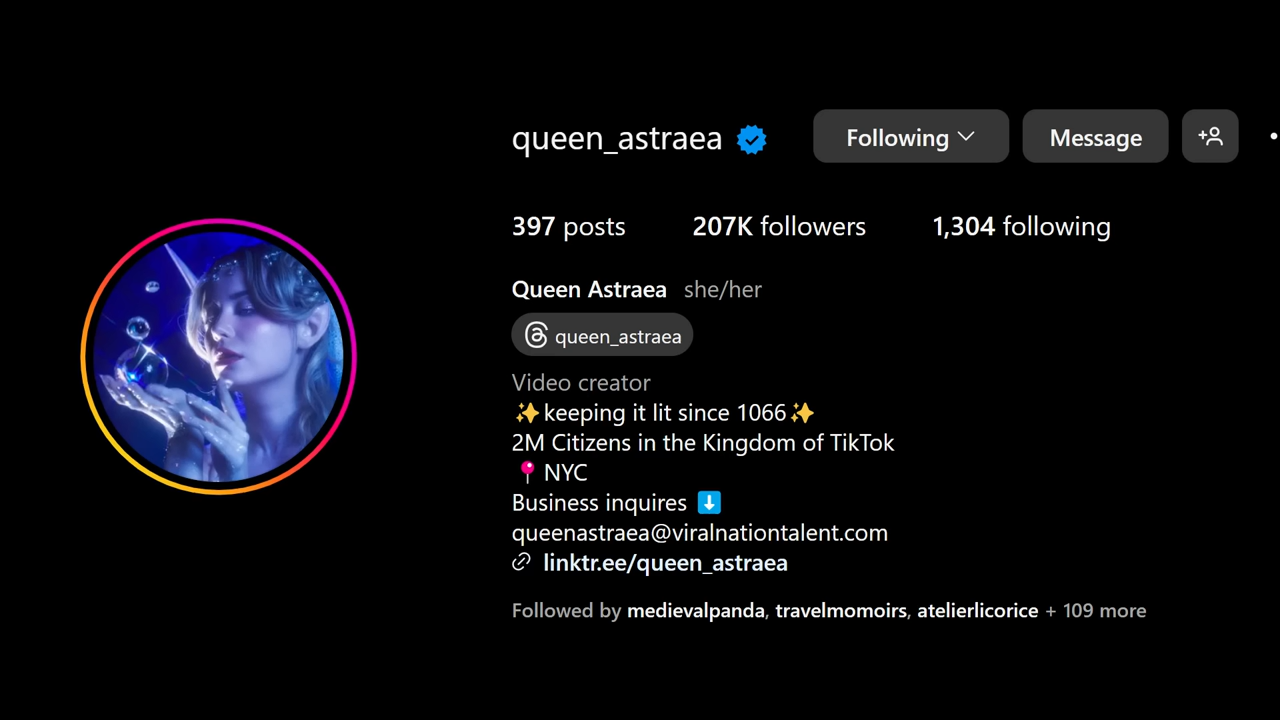 queen_astraea Following Message
397 posts 207K followers 1,304 following
Queen Astraea she/her
queen_astraea
Video creator
✨keeping it lit since 1066✨
2M Citizens in the Kingdom of TikTok
📍NYC
Business inquires ⬇️
queenastraea@viralnationtalent.com
linktr.ee/queen_astraea
Followed by medievalpanda, travelmomoirs, atelierlicorice + 109 more